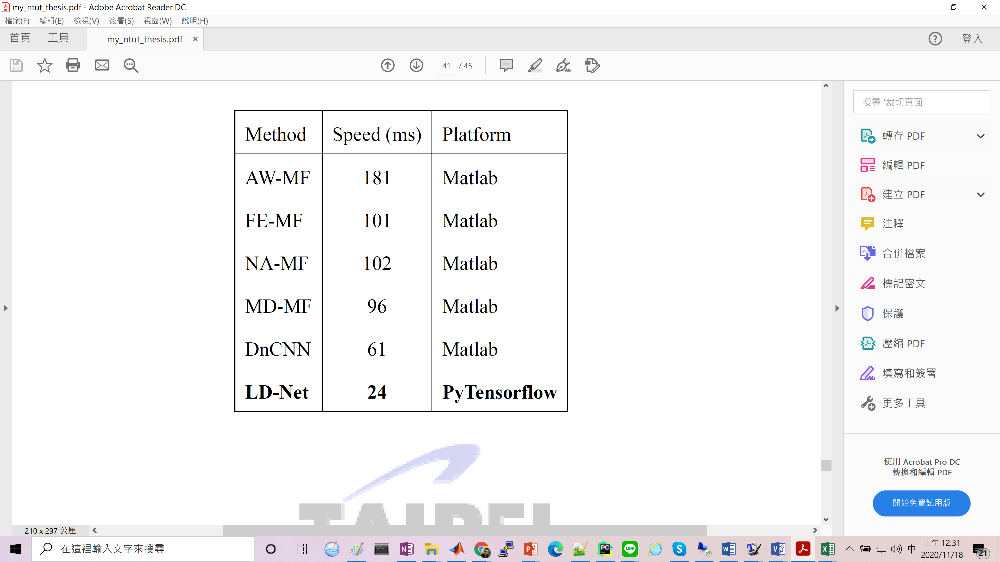 my_ntut_thesis.pdf - Adobe Acrobat Reader DC
檔案(F) 編輯(E) 檢視(V) 簽署(S) 視窗(W) 說明(H)
首頁 工具 my_ntut_thesis.pdf × 登入
41 / 45
Method Speed (ms) Platform
AW-MF 181 Matlab
FE-MF 101 Matlab
NA-MF 102 Matlab
MD-MF 96 Matlab
DnCNN 61 Matlab
LD-Net 24 PyTensorflow
TAIPEI
搜尋 '裁切頁面'
轉存 PDF
編輯 PDF
建立 PDF
注釋
合併檔案
標記密文
保護
壓縮 PDF
填寫和簽署
更多工具
使用 Acrobat Pro DC
轉換和編輯 PDF
開始免費試用版
210 x 297 公厘
在這裡輸入文字來搜尋
中
上午 12:31
2020/11/18
21